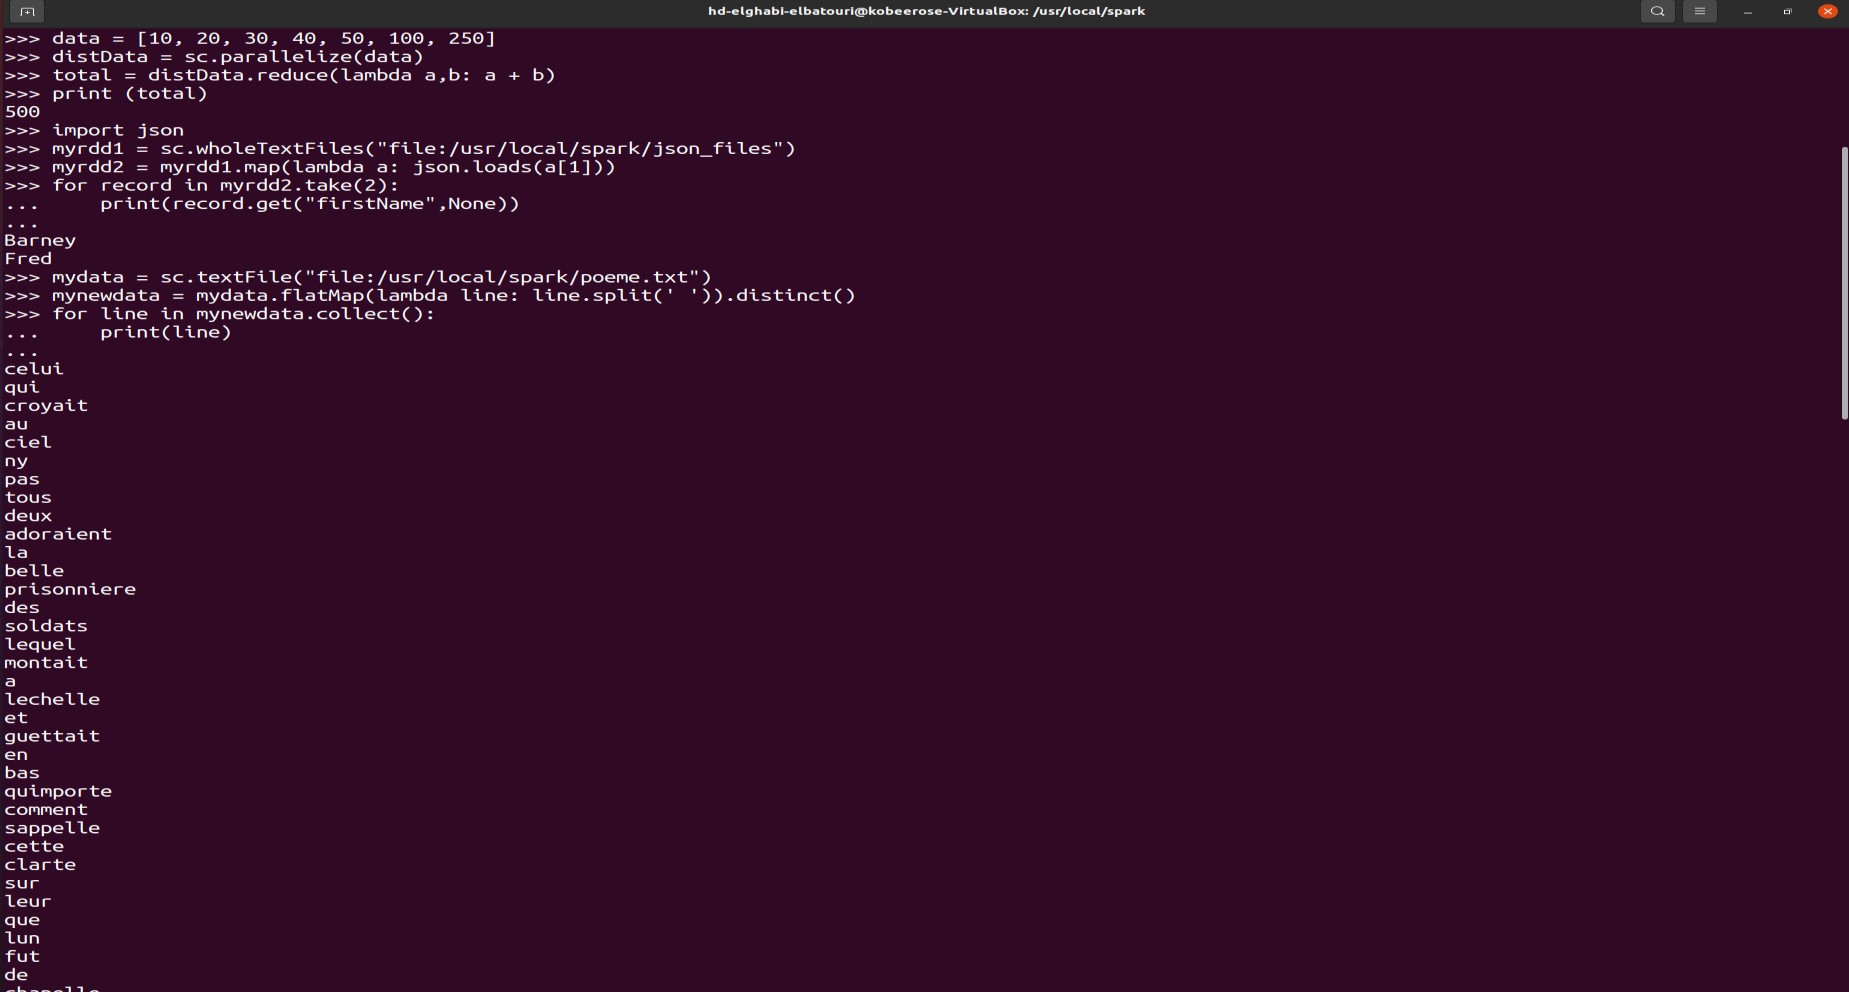 hd-elghabi-elbatouri@kobeerose-VirtualBox: /usr/local/spark
>>> data = [10, 20, 30, 40, 50, 100, 250]
>>> distData = sc.parallelize(data)
>>> total = distData.reduce(lambda a,b: a + b)
>>> print (total)
500
>>> import json
>>> myrdd1 = sc.wholeTextFiles("file:/usr/local/spark/json_files")
>>> myrdd2 = myrdd1.map(lambda a: json.loads(a[1]))
>>> for record in myrdd2.take(2):
...     print(record.get("firstName",None))
...
Barney
Fred
>>> mydata = sc.textFile("file:/usr/local/spark/poeme.txt")
>>> mynewdata = mydata.flatMap(lambda line: line.split(' ')).distinct()
>>> for line in mynewdata.collect():
...     print(line)
...
celui
qui
croyait
au
ciel
ny
pas
tous
deux
adoraient
la
belle
prisonniere
des
soldats
lequel
montait
a
lechelle
et
guettait
en
bas
quimporte
comment
sappelle
cette
clarte
sur
leur
que
lun
fut
de
chapelle